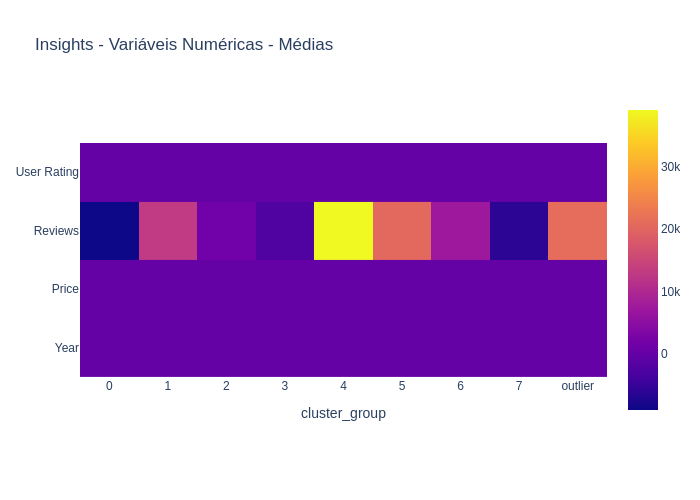 Insights - Variáveis Numéricas - Médias
User Rating
Reviews
Price
Year
0 1 2 3 4 5 6 7 outlier
cluster_group
30k
20k
10k
0